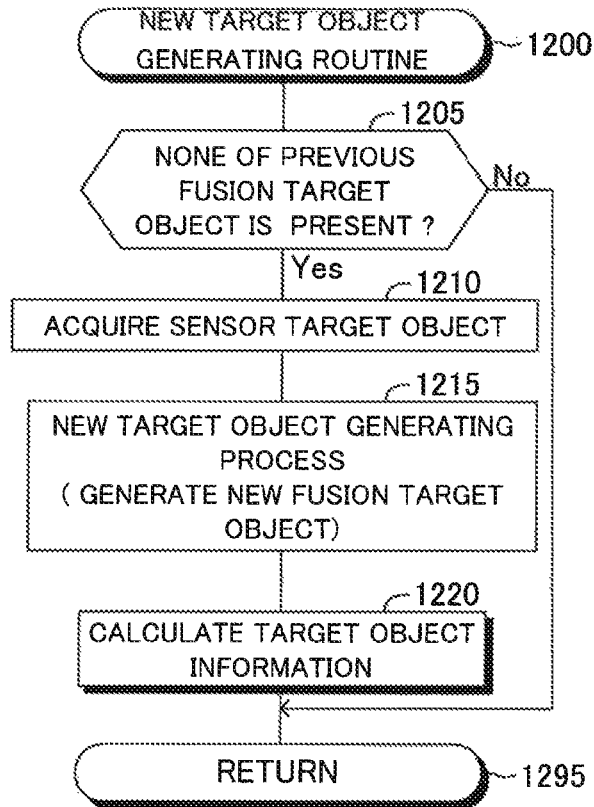 NEW TARGET OBJECT
GENERATING ROUTINE
1200
1205
NONE OF PREVIOUS
FUSION TARGET
OBJECT IS PRESENT ?
No
Yes
1210
ACQUIRE SENSOR TARGET OBJECT
1215
NEW TARGET OBJECT GENERATING
PROCESS
( GENERATE NEW FUSION TARGET
OBJECT)
1220
CALCULATE TARGET OBJECT
INFORMATION
RETURN
1295